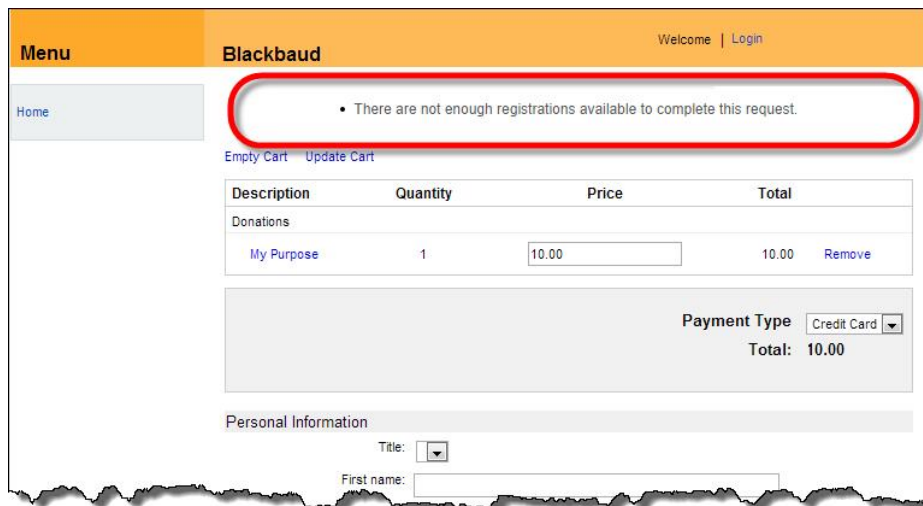 Menu
Blackbaud
Welcome | Login
Home
• There are not enough registrations available to complete this request.
Empty Cart Update Cart
Description Quantity Price Total
Donations
My Purpose 1 10.00 10.00 Remove
Payment Type Credit Card
Total: 10.00
Personal Information
Title:
First name: